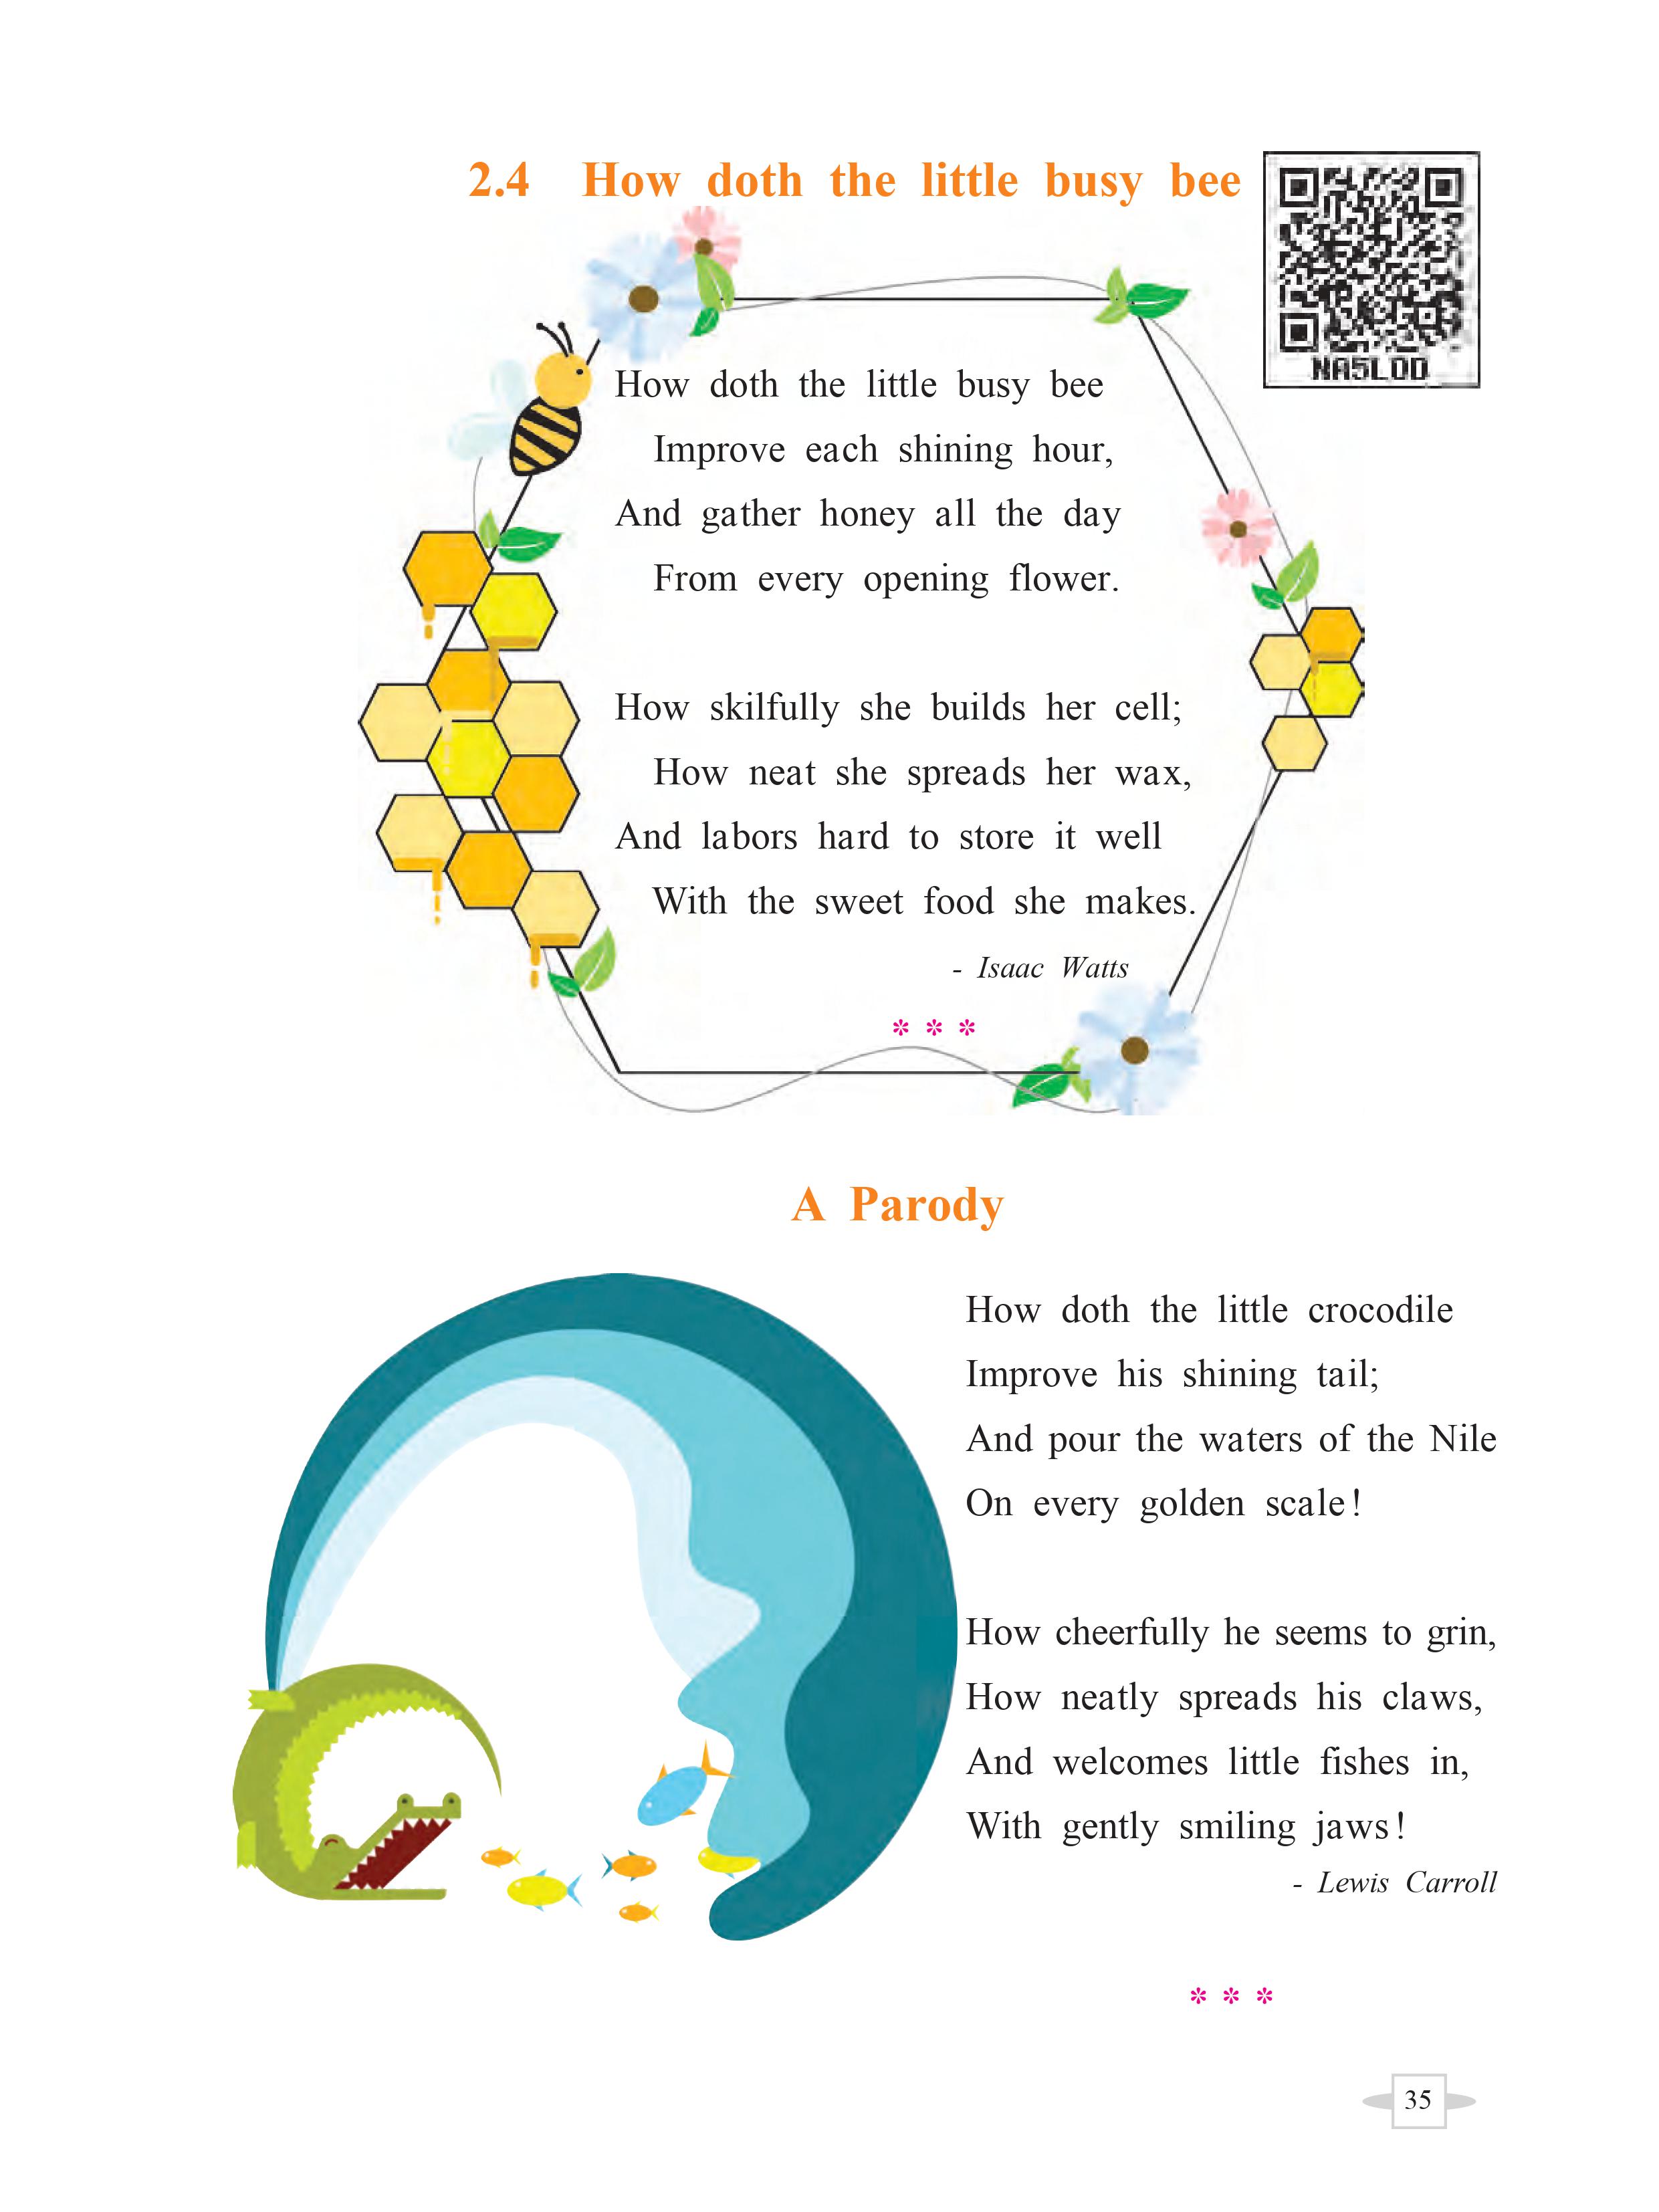 2.4 How doth the little busy bee
NA5L0D
How doth the little busy bee
Improve each shining hour,
And gather honey all the day
From every opening flower.
How skilfully she builds her cell;
How neat she spreads her wax,
And labors hard to store it well
With the sweet food she makes.
- Isaac Watts
* * *
A Parody
How doth the little crocodile
Improve his shining tail;
And pour the waters of the Nile
On every golden scale!
How cheerfully he seems to grin,
How neatly spreads his claws,
And welcomes little fishes in,
With gently smiling jaws!
- Lewis Carroll
* * *
35